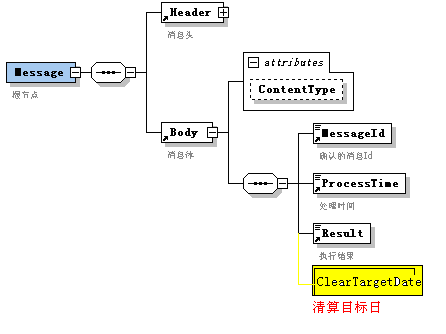 Header
消息头
Message
根节点
attributes
ContentType
Body
消息体
MessageId
确认的消息Id
ProcessTime
处理时间
Result
执行结果
ClearTargetDate
清算目标日